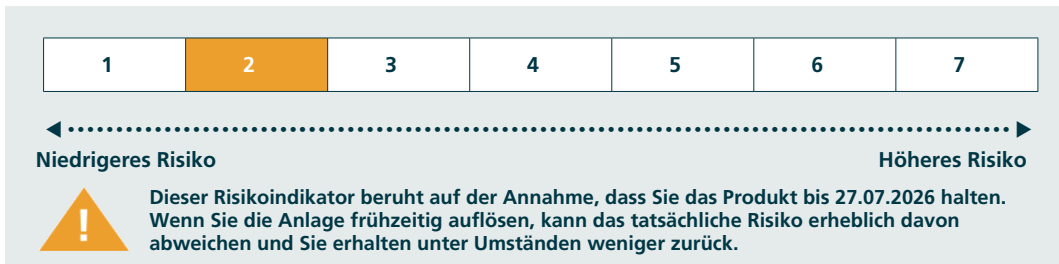 1 2 3 4 5 6 7
Niedrigeres Risiko Höheres Risiko
!
Dieser Risikoindikator beruht auf der Annahme, dass Sie das Produkt bis 27.07.2026 halten.
Wenn Sie die Anlage frühzeitig auflösen, kann das tatsächliche Risiko erheblich davon
abweichen und Sie erhalten unter Umständen weniger zurück.